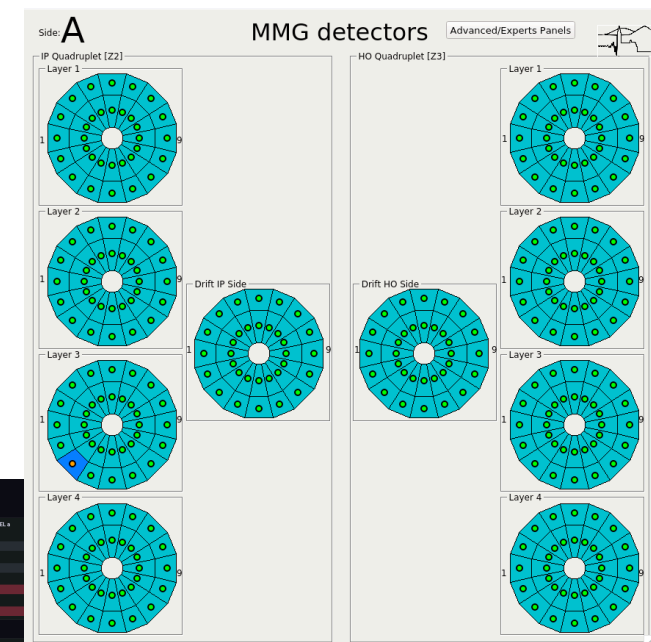 Side: A
MMG detectors
Advanced/Experts Panels
IP Quadruplet [Z2]
HO Quadruplet [Z3]
Layer 1
Layer 1
1
9
1
9
Layer 2
Layer 2
1
9
1
9
Drift IP Side
Drift HO Side
1
9
1
9
Layer 3
Layer 3
1
9
1
9
Layer 4
Layer 4
1
9
1
9
EL a